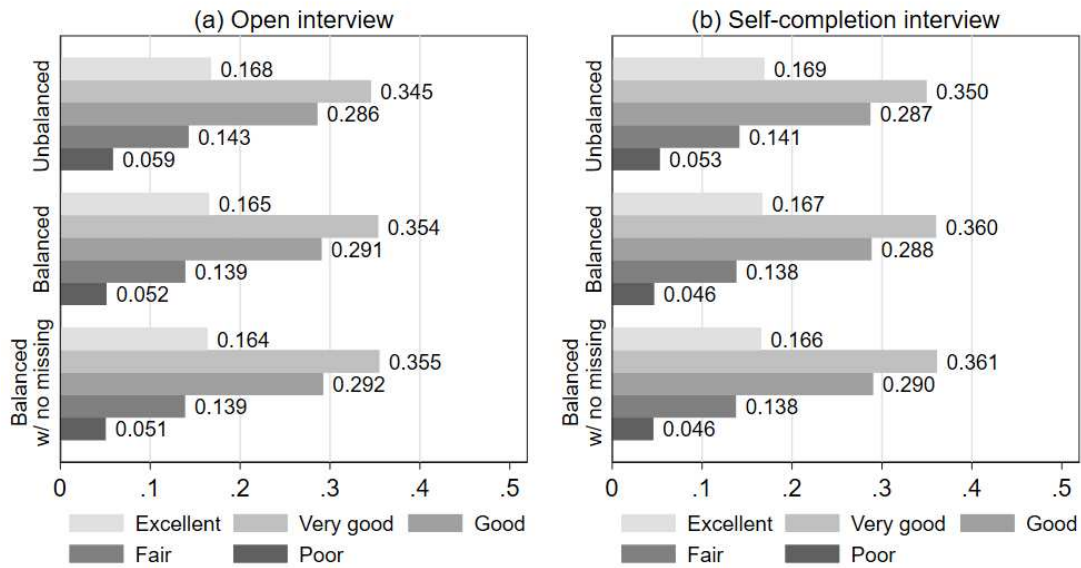 (a) Open interview
Unbalanced
0.168
0.345
0.286
0.143
0.059
Balanced
0.165
0.354
0.291
0.139
0.052
Balanced
w/ no missing
0.164
0.355
0.292
0.139
0.051
0 .1 .2 .3 .4 .5
Excellent Very good Good
Fair Poor
(b) Self-completion interview
Unbalanced
0.169
0.350
0.287
0.141
0.053
Balanced
0.167
0.360
0.288
0.138
0.046
Balanced
w/ no missing
0.166
0.361
0.290
0.138
0.046
0 .1 .2 .3 .4 .5
Excellent Very good Good
Fair Poor